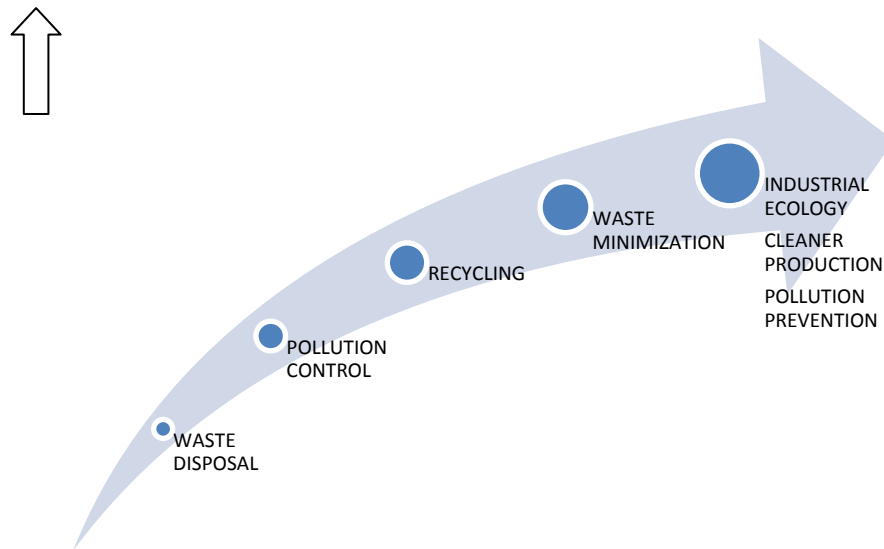 WASTE
DISPOSAL
POLLUTION
CONTROL
RECYCLING
WASTE
MINIMIZATION
INDUSTRIAL
ECOLOGY
CLEANER
PRODUCTION
POLLUTION
PREVENTION